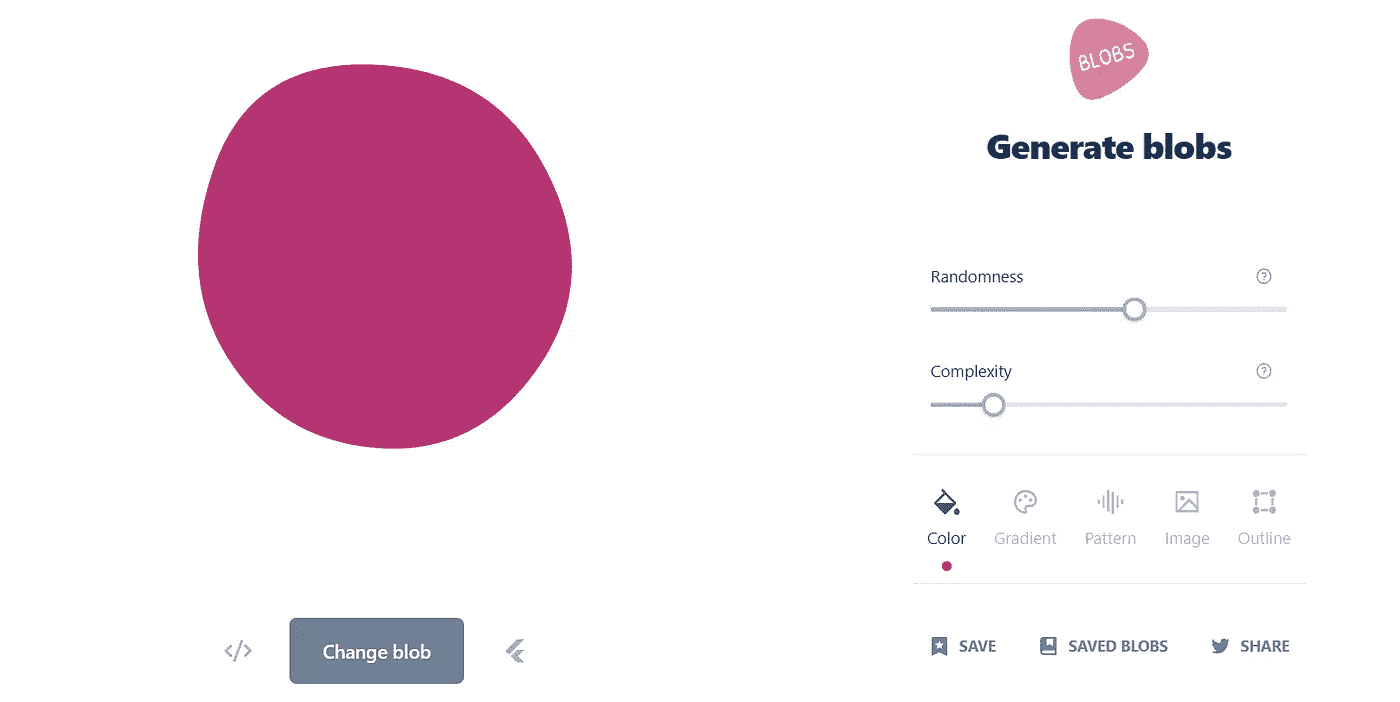 BLOBS
Generate blobs
Randomness
Complexity
Color Gradient Pattern Image Outline
Change blob
SAVE SAVED BLOBS SHARE